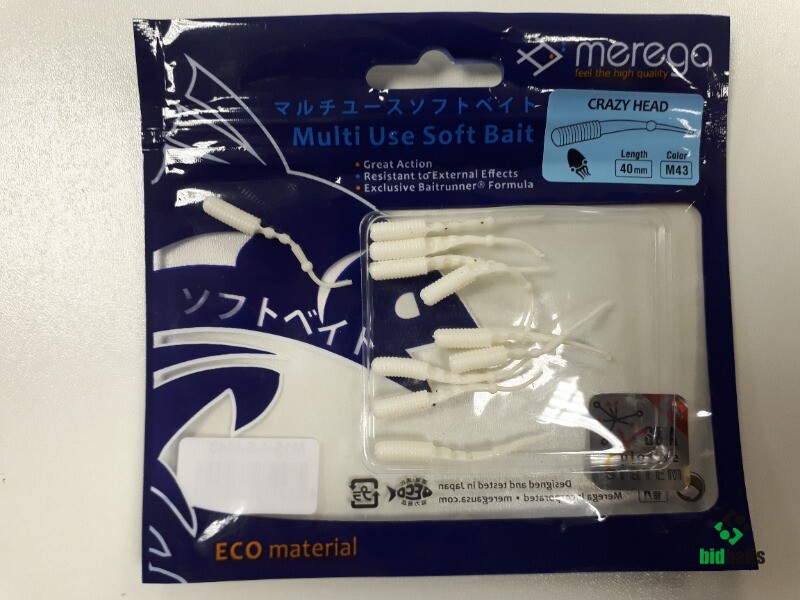 merega
feel the high quality
マルチユースソフトベイト
Multi Use Soft Bait
• Great Action
• Resistant to External Effects
• Exclusive Baitrunner® Formula
CRAZY HEAD
Length
Color
40mm
M43
ソフトベイト
Designed and tested in Japan
Merega Incorporated • meregausa.com
ECO
ECO material
bid